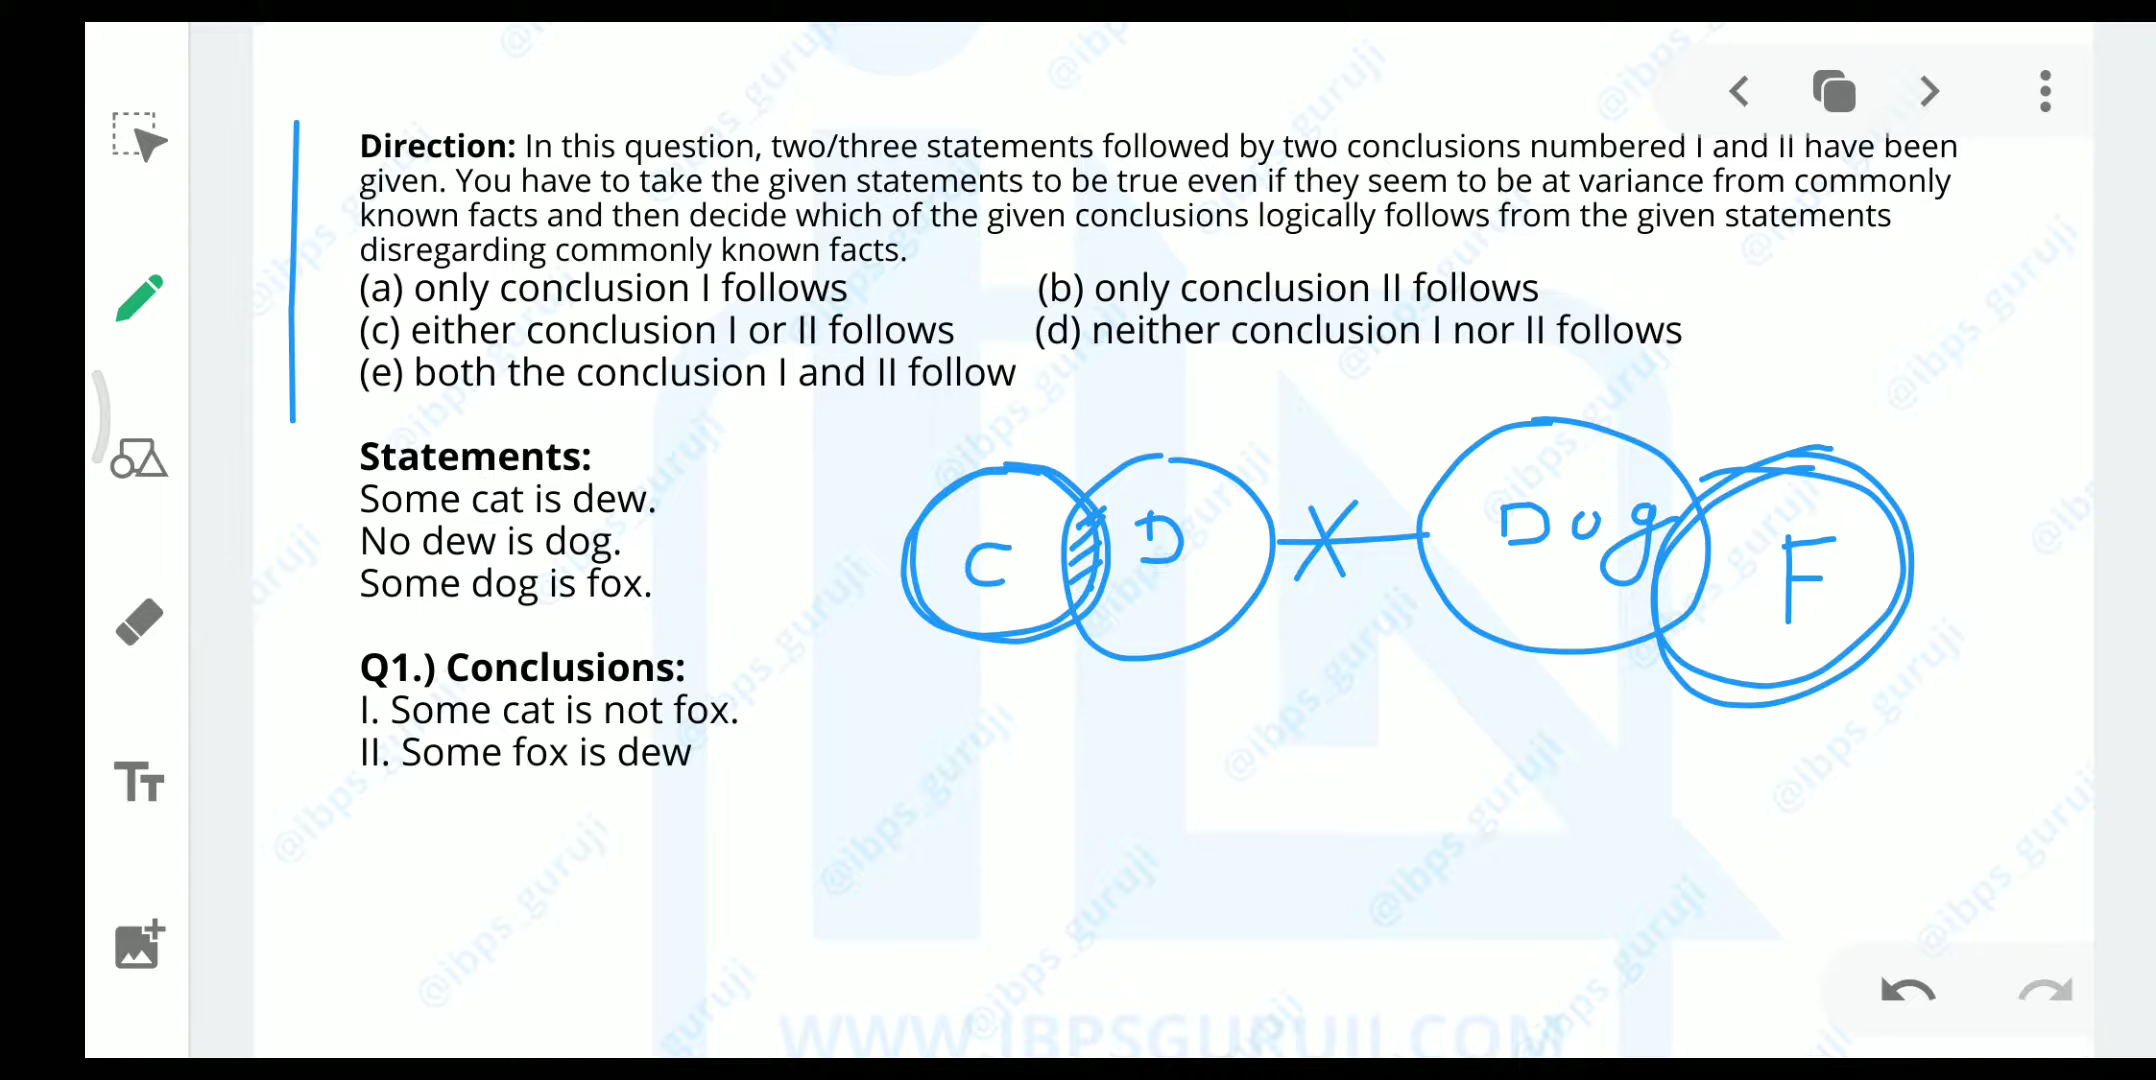 Direction: In this question, two/three statements followed by two conclusions numbered I and II have been
given. You have to take the given statements to be true even if they seem to be at variance from commonly
known facts and then decide which of the given conclusions logically follows from the given statements
disregarding commonly known facts.
(a) only conclusion I follows (b) only conclusion II follows
(c) either conclusion I or II follows (d) neither conclusion I nor II follows
(e) both the conclusion I and II follow
Statements:
Some cat is dew.
No dew is dog.
Some dog is fox.
C D Dog F
Q1.) Conclusions:
I. Some cat is not fox.
II. Some fox is dew
@ibps_guruji
WWW.IBPSGURUJI.COM
TT